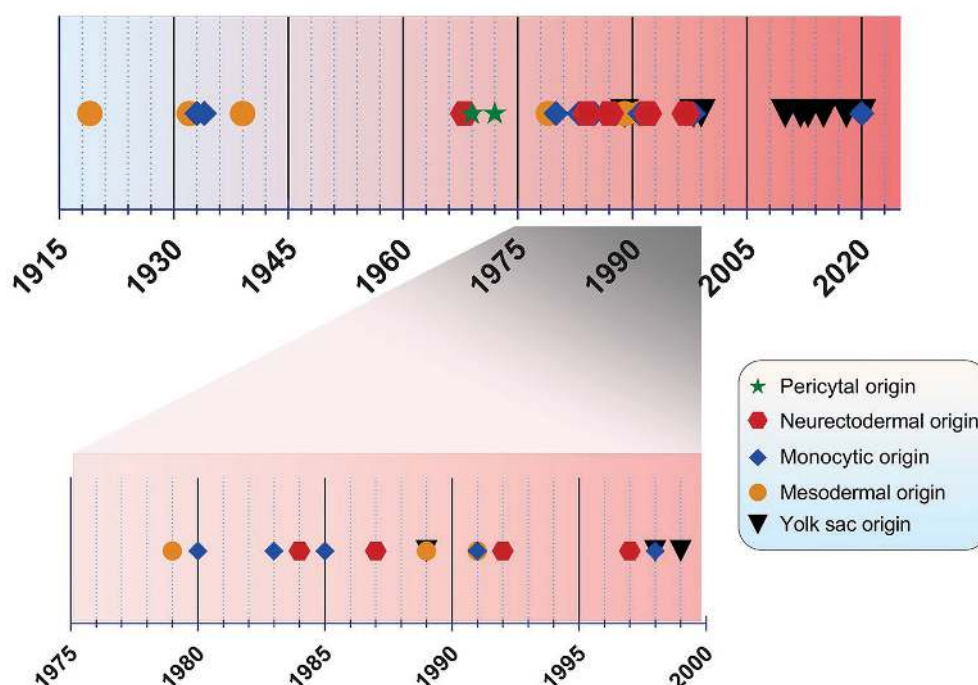 1915
1930
1945
1960
1975
1990
2005
2020
Pericytal origin
Neurectodermal origin
Monocytic origin
Mesodermal origin
Yolk sac origin
1975
1980
1985
1990
1995
2000